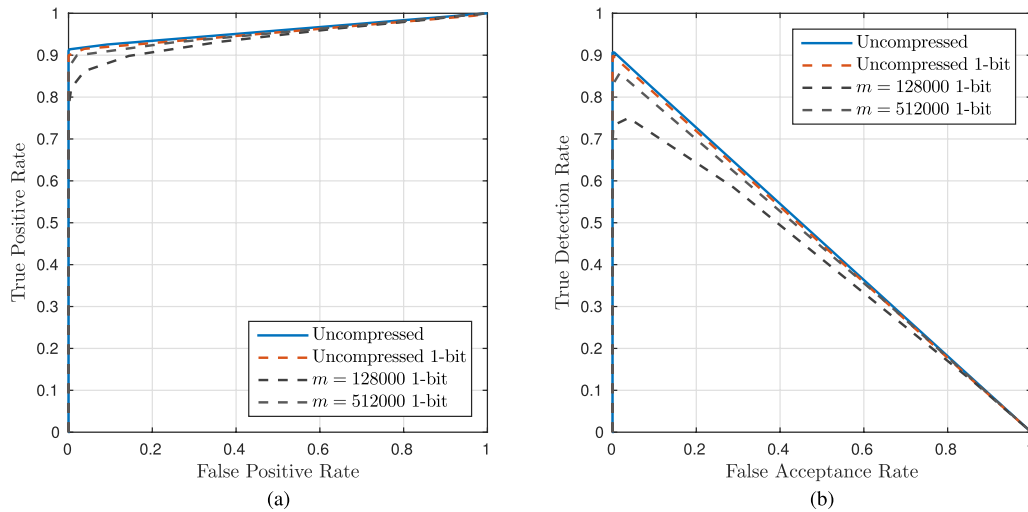 1
0.9
0.8
0.7
0.6
0.5
0.4
0.3
0.2
0.1
0
True Positive Rate
Uncompressed
Uncompressed 1-bit
m = 128000 1-bit
m = 512000 1-bit
0 0.2 0.4 0.6 0.8 1
False Positive Rate
(a)
1
0.9
0.8
0.7
0.6
0.5
0.4
0.3
0.2
0.1
0
True Detection Rate
Uncompressed
Uncompressed 1-bit
m = 128000 1-bit
m = 512000 1-bit
0 0.2 0.4 0.6 0.8
False Acceptance Rate
(b)